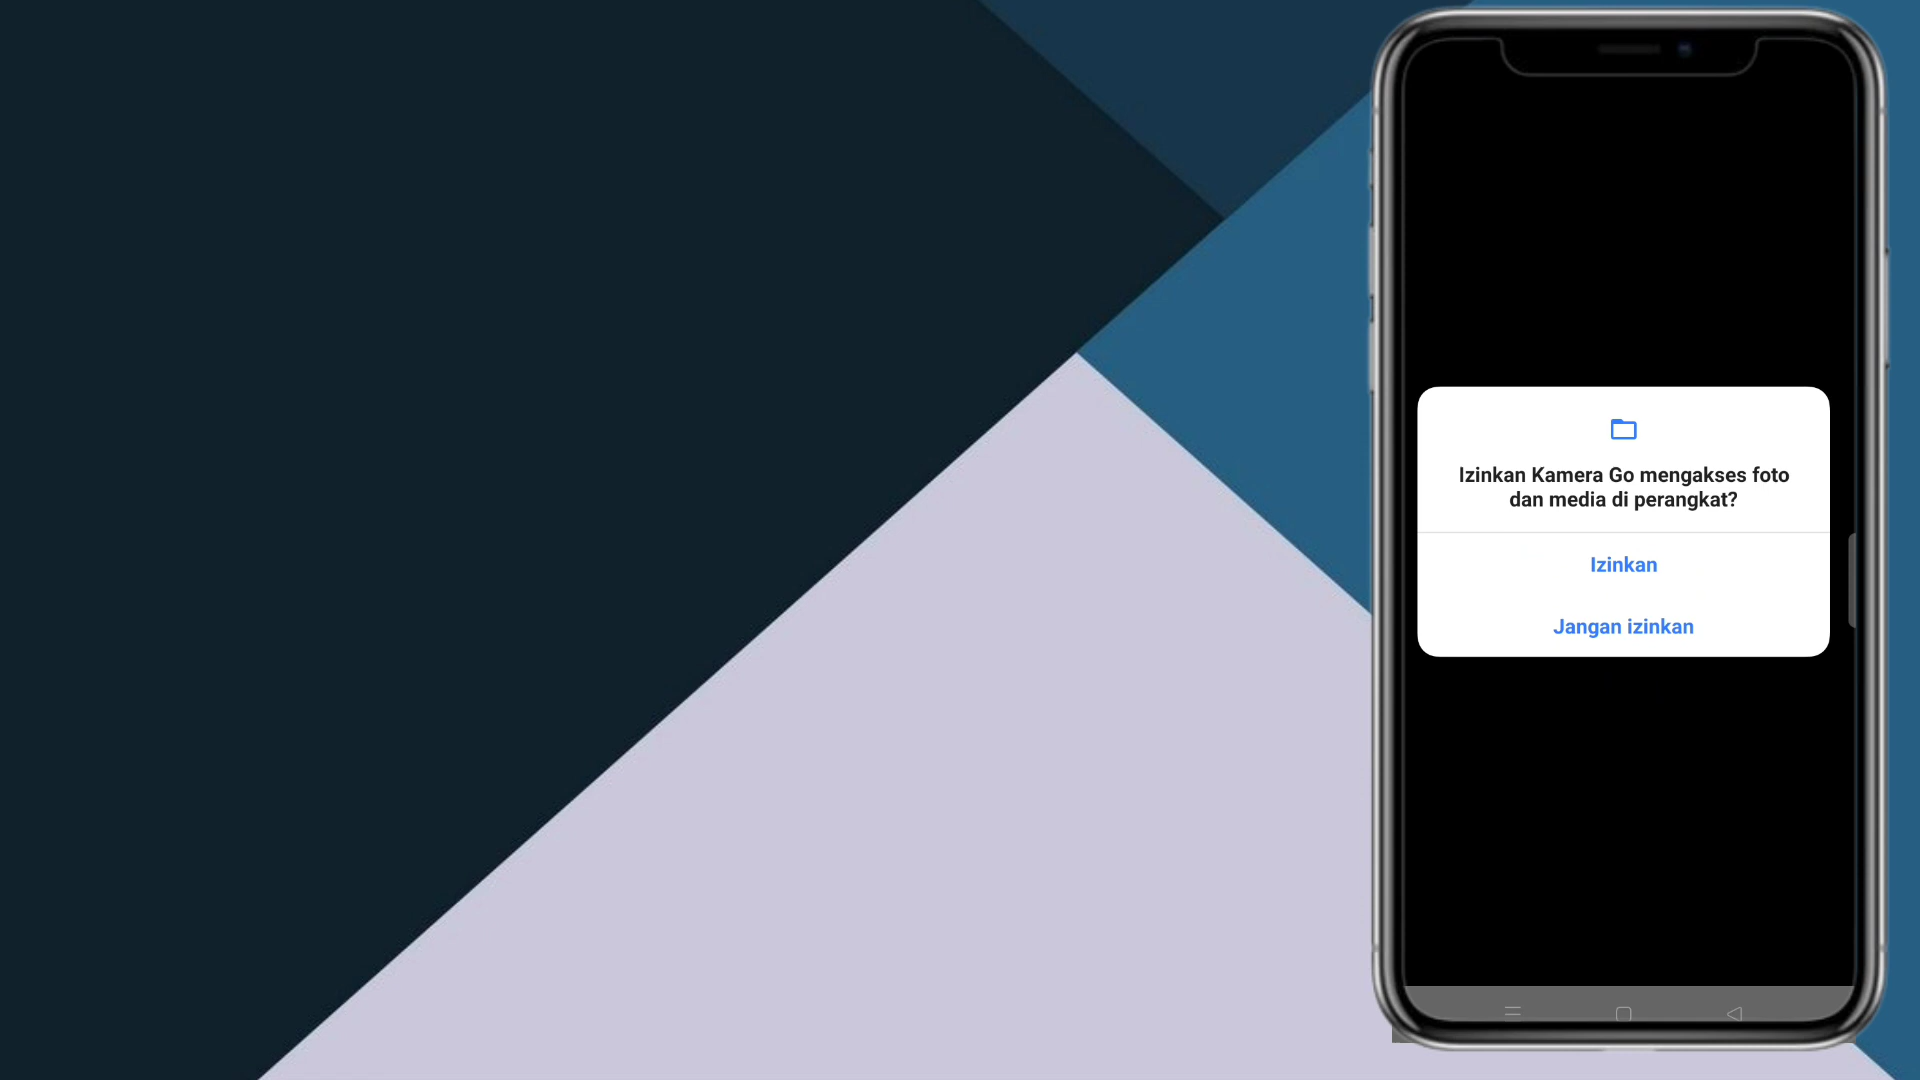 Izinkan Kamera Go mengakses foto
dan media di perangkat?
Izinkan
Jangan izinkan